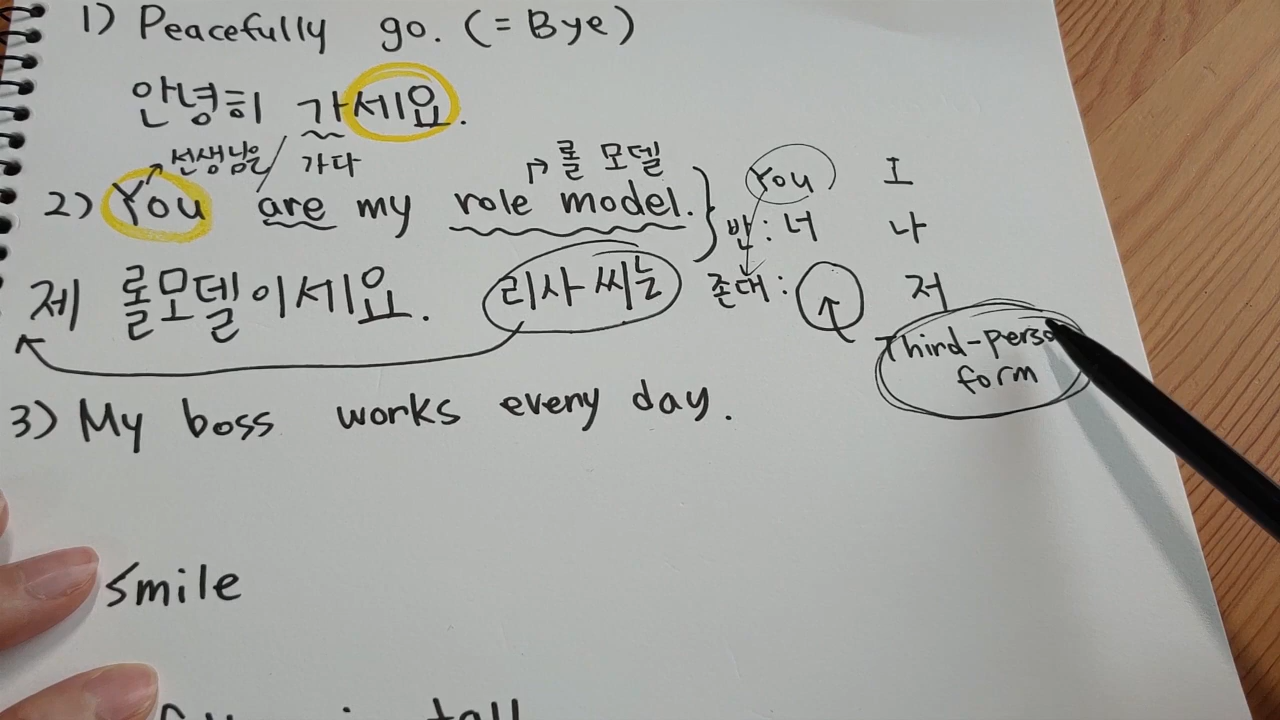 1) Peacefully go. (=Bye)
안녕히 가세요.
선생님은/ 가다
롤 모델
2) You are my role model.
You I
반: 너 나
존대: 저
제 롤모델이세요. 리사 씨는
Third-perso
form
3) My boss works every day.
Smile